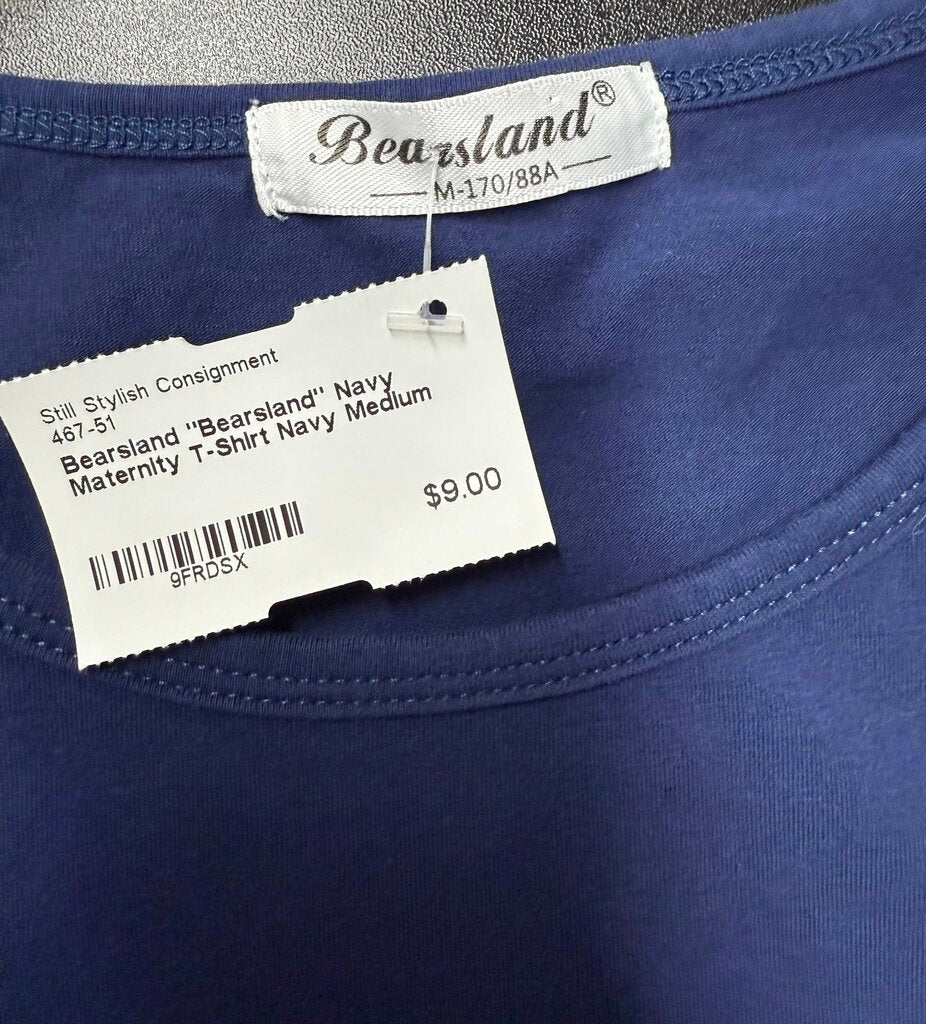 Bearsland®
M-170/88A
Still Stylish Consignment
467-51
Bearsland "Bearsland" Navy
Maternity T-Shirt Navy Medium
$9.00
9FRDSX